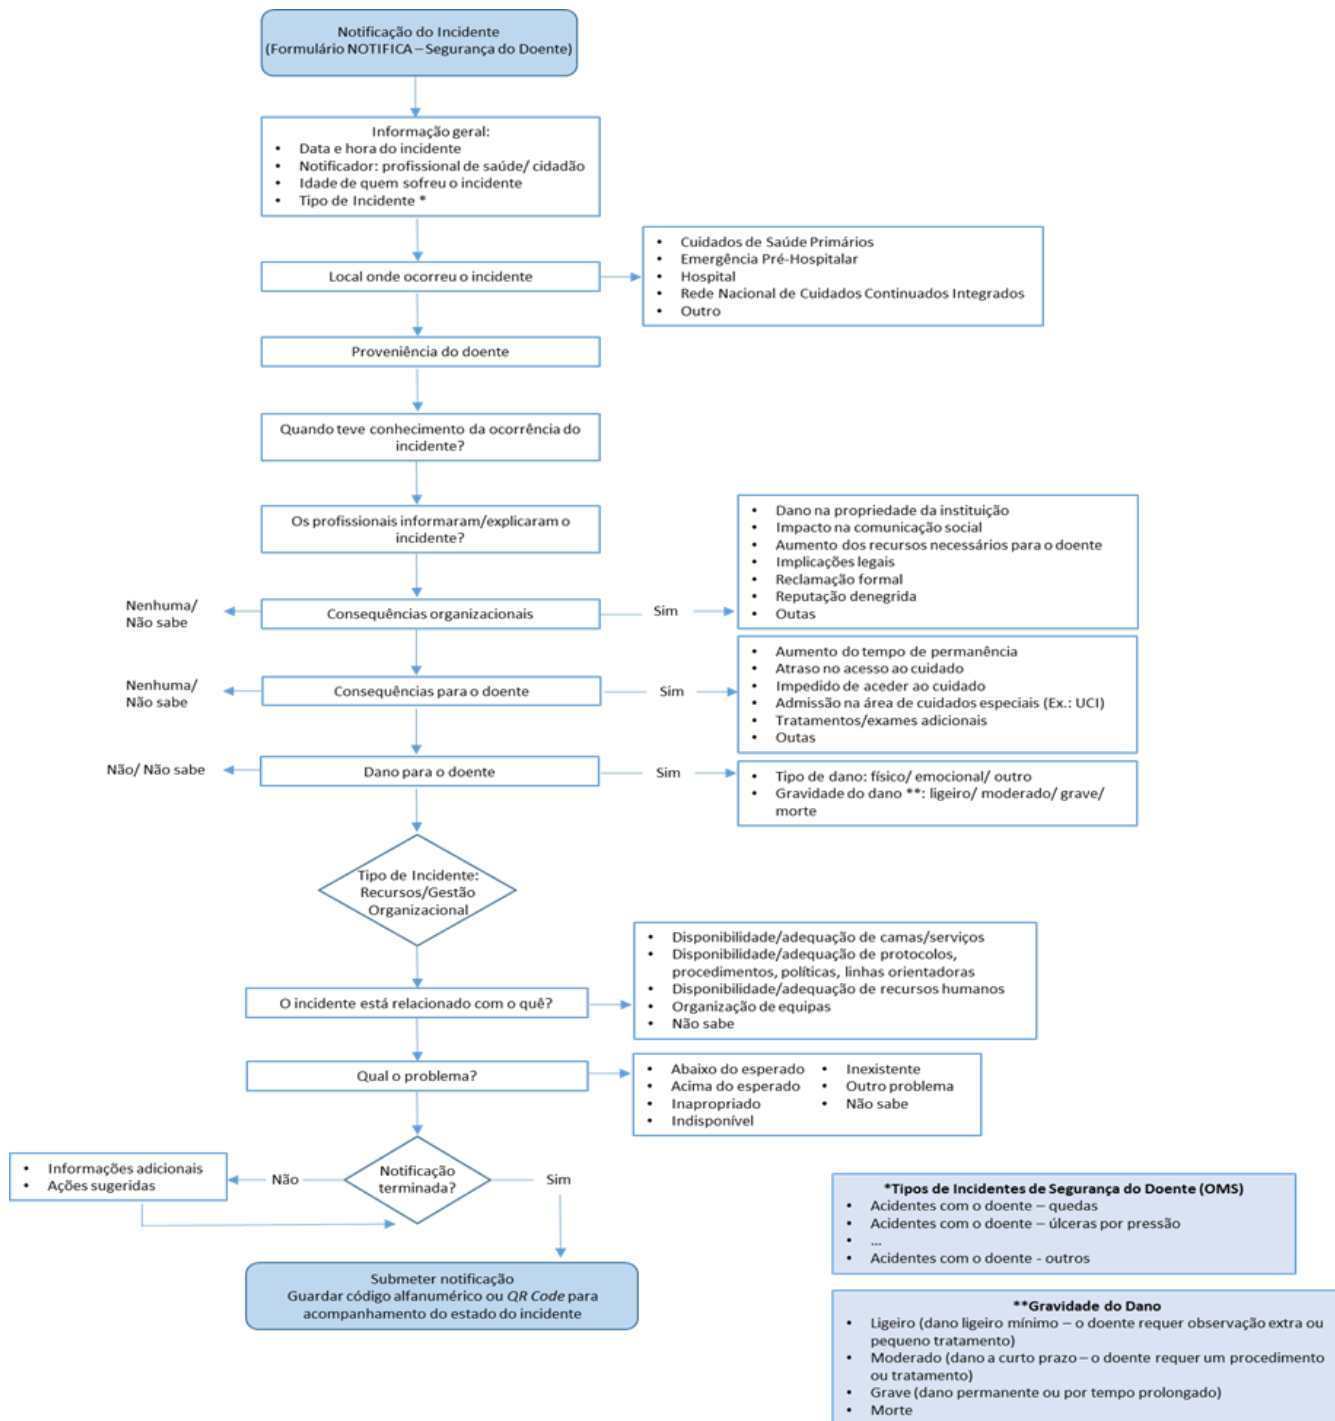 Notificação do Incidente
(Formulário NOTIFICA – Segurança do Doente)
Informação geral:
• Data e hora do incidente
• Notificador: profissional de saúde/ cidadão
• Idade de quem sofreu o incidente
• Tipo de Incidente *
Local onde ocorreu o incidente
• Cuidados de Saúde Primários
• Emergência Pré-Hospitalar
• Hospital
• Rede Nacional de Cuidados Continuados Integrados
• Outro
Proveniência do doente
Quando teve conhecimento da ocorrência do
incidente?
Os profissionais informaram/explicaram o
incidente?
Nenhuma/
Não sabe
Consequências organizacionais
Sim
• Dano na propriedade da instituição
• Impacto na comunicação social
• Aumento dos recursos necessários para o doente
• Implicações legais
• Reclamação formal
• Reputação denegrida
• Outas
Nenhuma/
Não sabe
Consequências para o doente
Sim
• Aumento do tempo de permanência
• Atraso no acesso ao cuidado
• Impedido de aceder ao cuidado
• Admissão na área de cuidados especiais (Ex.: UCI)
• Tratamentos/exames adicionais
• Outas
Não/ Não sabe
Dano para o doente
Sim
• Tipo de dano: físico/ emocional/ outro
• Gravidade do dano **: ligeiro/ moderado/ grave/
morte
Tipo de Incidente:
Recursos/Gestão
Organizacional
O incidente está relacionado com o quê?
• Disponibilidade/adequação de camas/serviços
• Disponibilidade/adequação de protocolos,
procedimentos, políticas, linhas orientadoras
• Disponibilidade/adequação de recursos humanos
• Organização de equipas
• Não sabe
Qual o problema?
• Abaixo do esperado
• Acima do esperado
• Inapropriado
• Indisponível
• Inexistente
• Outro problema
• Não sabe
Notificação
terminada?
Não
• Informações adicionais
• Ações sugeridas
Sim
Submeter notificação
Guardar código alfanumérico ou QR Code para
acompanhamento do estado do incidente
*Tipos de Incidentes de Segurança do Doente (OMS)
• Acidentes com o doente – quedas
• Acidentes com o doente – úlceras por pressão
• ...
• Acidentes com o doente - outros
**Gravidade do Dano
• Ligeiro (dano ligeiro mínimo – o doente requer observação extra ou
pequeno tratamento)
• Moderado (dano a curto prazo – o doente requer um procedimento
ou tratamento)
• Grave (dano permanente ou por tempo prolongado)
• Morte